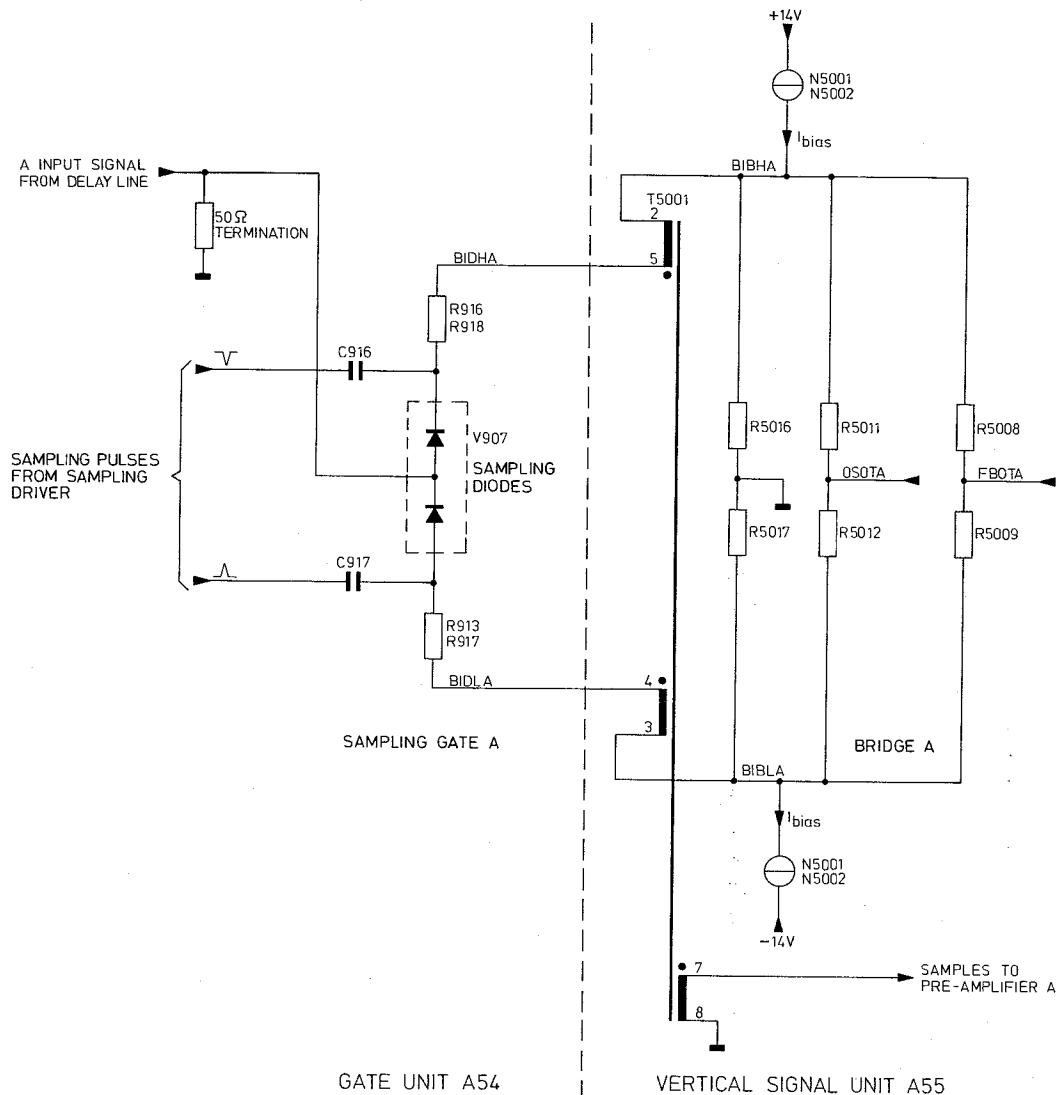 +14V
N5001
N5002
Ibias
A INPUT SIGNAL
FROM DELAY LINE
BIBHA
T5001
2
50Ω
TERMINATION
5
BIDHA
R916
R918
C916
V907
SAMPLING
DIODES
SAMPLING PULSES
FROM SAMPLING
DRIVER
R5016
R5011
R5008
OSOTA
FBOTA
R5017
R5012
R5009
C917
R913
R917
BIDLA
4
3
SAMPLING GATE A
BRIDGE A
BIBLA
Ibias
N5001
N5002
-14V
7
SAMPLES TO
PRE-AMPLIFIER A
8
GATE UNIT A54
VERTICAL SIGNAL UNIT A55